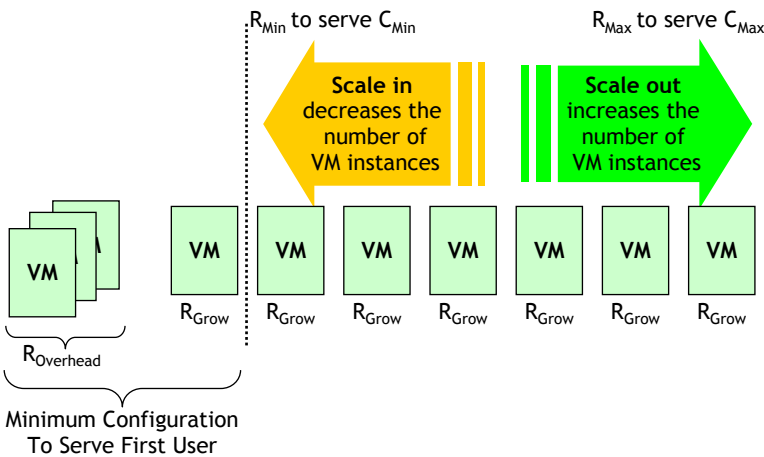 R_Min to serve C_Min
R_Max to serve C_Max
Scale in
decreases the
number of
VM instances
Scale out
increases the
number of
VM instances
VM
VM
VM
VM
VM
VM
VM
VM
R_Grow
R_Grow
R_Grow
R_Grow
R_Grow
R_Grow
R_Grow
R_Overhead
Minimum Configuration
To Serve First User